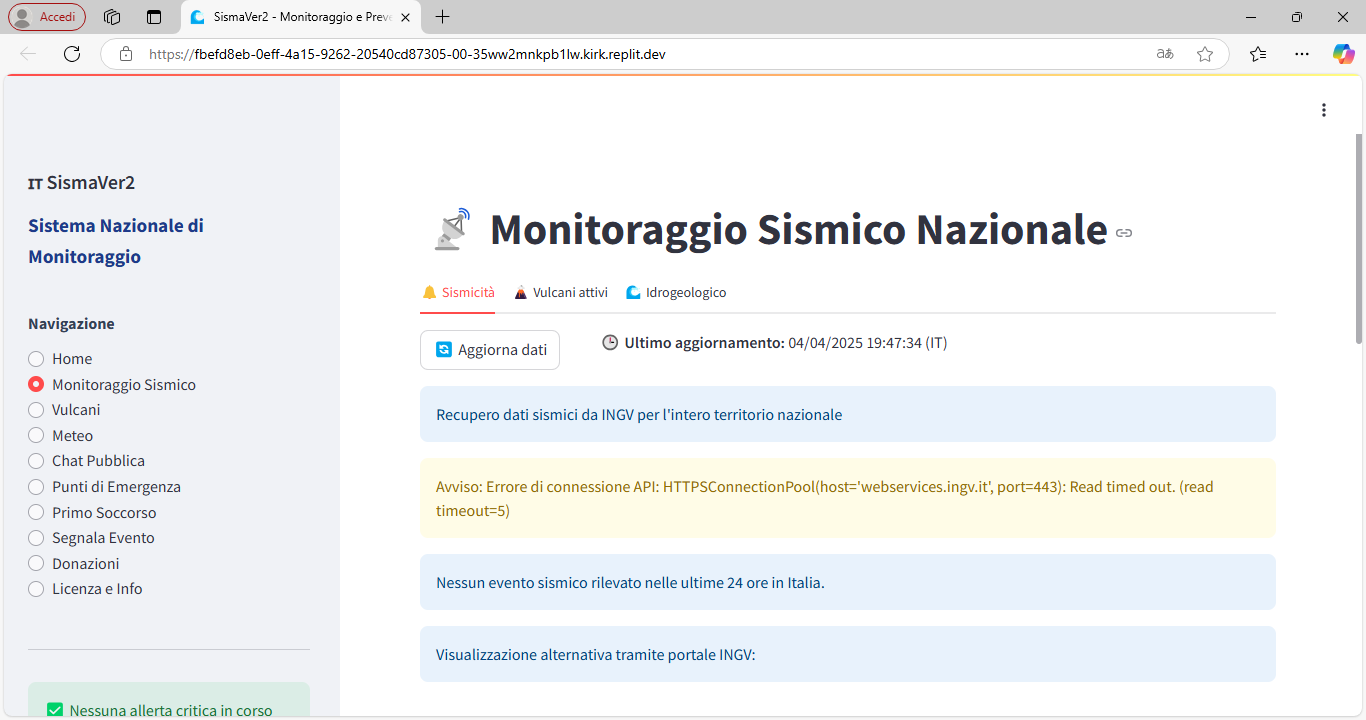 Accedi
SismaVer2 - Monitoraggio e Preve
https://fbefd8eb-0eff-4a15-9262-20540cd87305-00-35ww2mnkpb1lw.kirk.replit.dev
aあ
IT SismaVer2
Sistema Nazionale di
Monitoraggio
Navigazione
Home
Monitoraggio Sismico
Vulcani
Meteo
Chat Pubblica
Punti di Emergenza
Primo Soccorso
Segnala Evento
Donazioni
Licenza e Info
Nessuna allerta critica in corso
Monitoraggio Sismico Nazionale
Sismicità
Vulcani attivi
Idrogeologico
Aggiorna dati
Ultimo aggiornamento: 04/04/2025 19:47:34 (IT)
Recupero dati sismici da INGV per l'intero territorio nazionale
Avviso: Errore di connessione API: HTTPSConnectionPool(host='webservices.ingv.it', port=443): Read timed out. (read
timeout=5)
Nessun evento sismico rilevato nelle ultime 24 ore in Italia.
Visualizzazione alternativa tramite portale INGV: